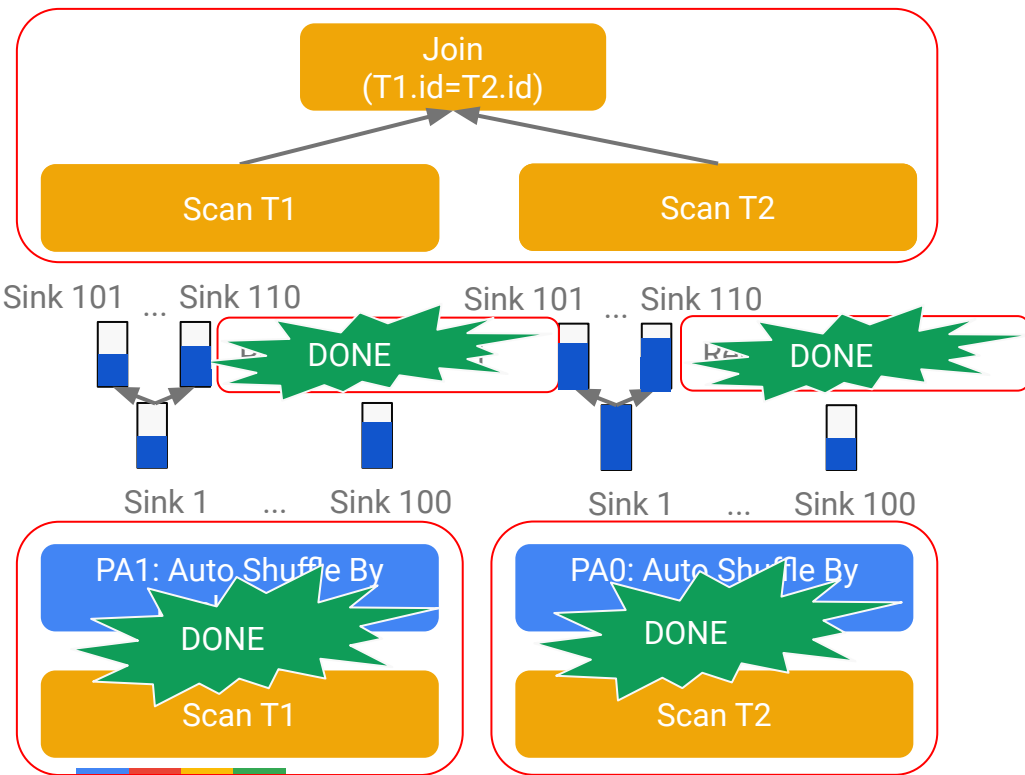 Join
(T1.id=T2.id)
Scan T1
Scan T2
Sink 101 ... Sink 110
Sink 101 ... Sink 110
DONE
DONE
Sink 1 ... Sink 100
Sink 1 ... Sink 100
PA1: Auto Shuffle By
DONE
Scan T1
PA0: Auto Shuffle By
DONE
Scan T2